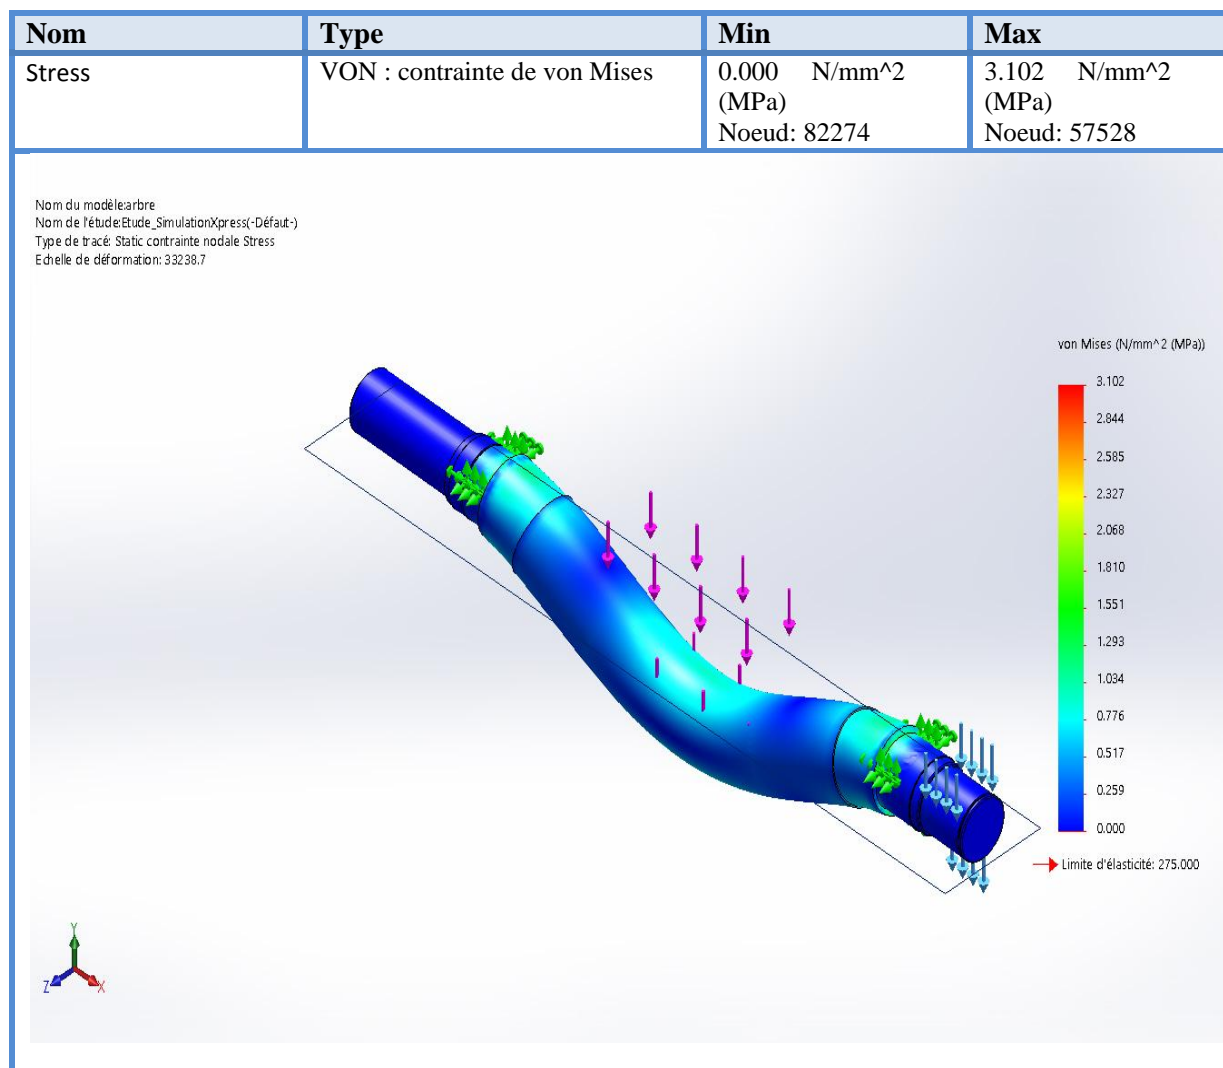 Nom Type Min Max
Stress VON : contrainte de von Mises 0.000 N/mm^2 3.102 N/mm^2
(MPa) (MPa)
Noeud: 82274 Noeud: 57528
Nom du modèle:arbre
Nom de l'étude:Etude_SimulationXpress(-Défaut-)
Type de tracé: Static contrainte nodale Stress
Echelle de déformation: 33238.7
von Mises (N/mm^2 (MPa))
3.102
2.844
2.585
2.327
2.068
1.810
1.551
1.293
1.034
0.776
0.517
0.259
0.000
Limite d'élasticité: 275.000
Y
Z X